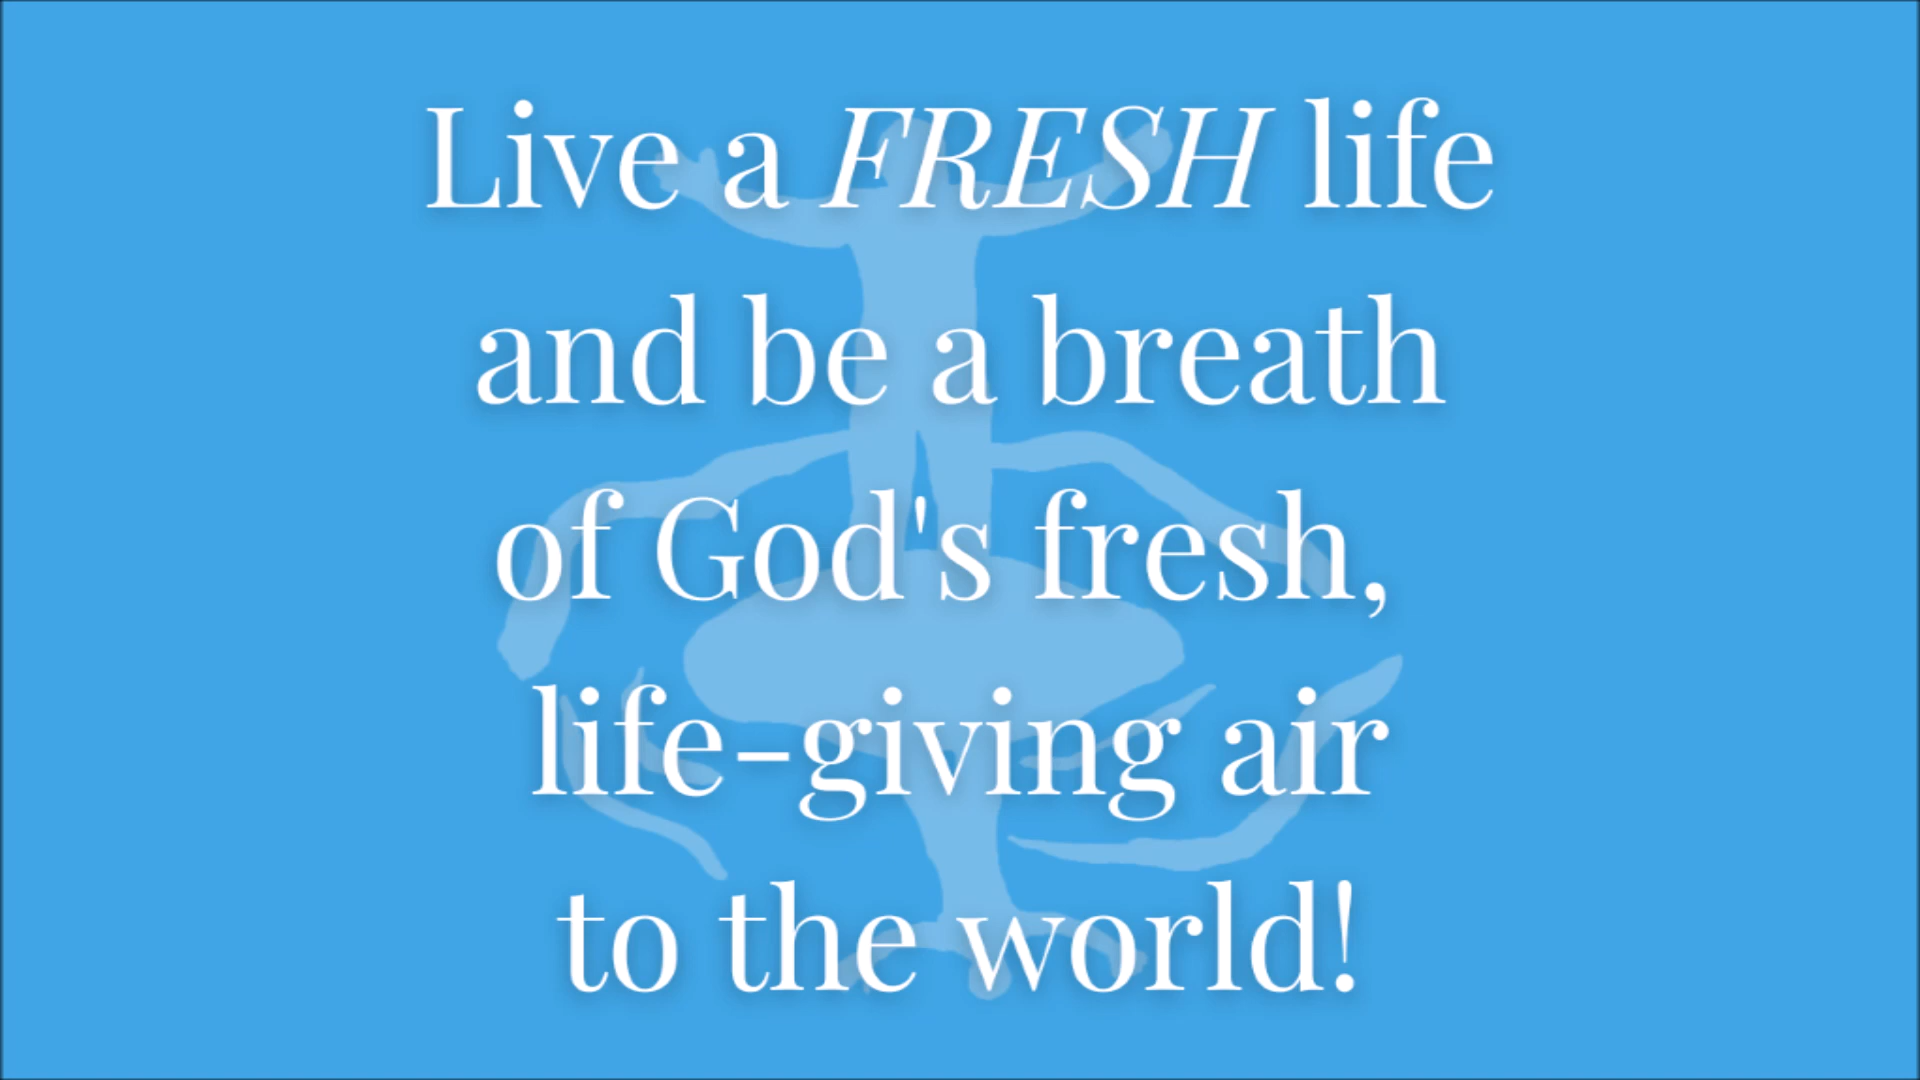 Live a FRESH life
and be a breath
of God's fresh,
life-giving air
to the world!